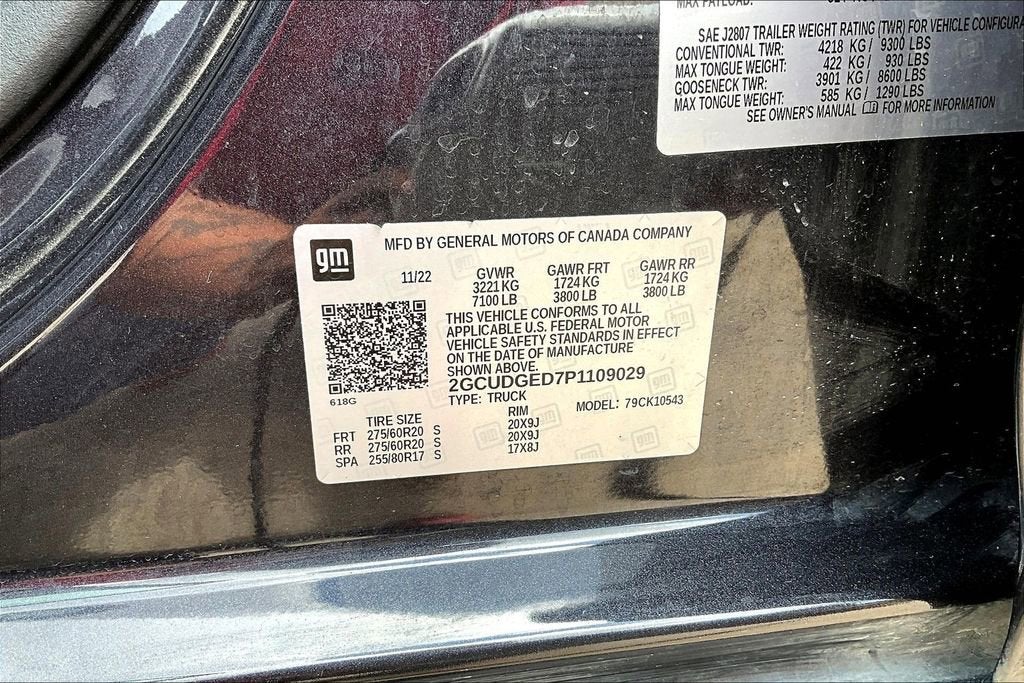 MAX PAYLOAD:
SAE J2807 TRAILER WEIGHT RATING (TWR) FOR VEHICLE CONFIGURA
CONVENTIONAL TWR: 4218 KG / 9300 LBS
MAX TONGUE WEIGHT: 422 KG / 930 LBS
GOOSENECK TWR: 3901 KG / 8600 LBS
MAX TONGUE WEIGHT: 585 KG / 1290 LBS
SEE OWNER'S MANUAL gm FOR MORE INFORMATION
gm
MFD BY GENERAL MOTORS OF CANADA COMPANY
11/22 GVWR GAWR FRT GAWR RR
3221 KG 1724 KG 1724 KG
7100 LB 3800 LB 3800 LB
THIS VEHICLE CONFORMS TO ALL
APPLICABLE U.S. FEDERAL MOTOR
VEHICLE SAFETY STANDARDS IN EFFECT
ON THE DATE OF MANUFACTURE
SHOWN ABOVE.
2GCUDGED7P1109029
618G
TYPE: TRUCK MODEL: 79CK10543
TIRE SIZE RIM
FRT 275/60R20 S 20X9J
RR 275/60R20 S 20X9J
SPA 255/80R17 S 17X8J